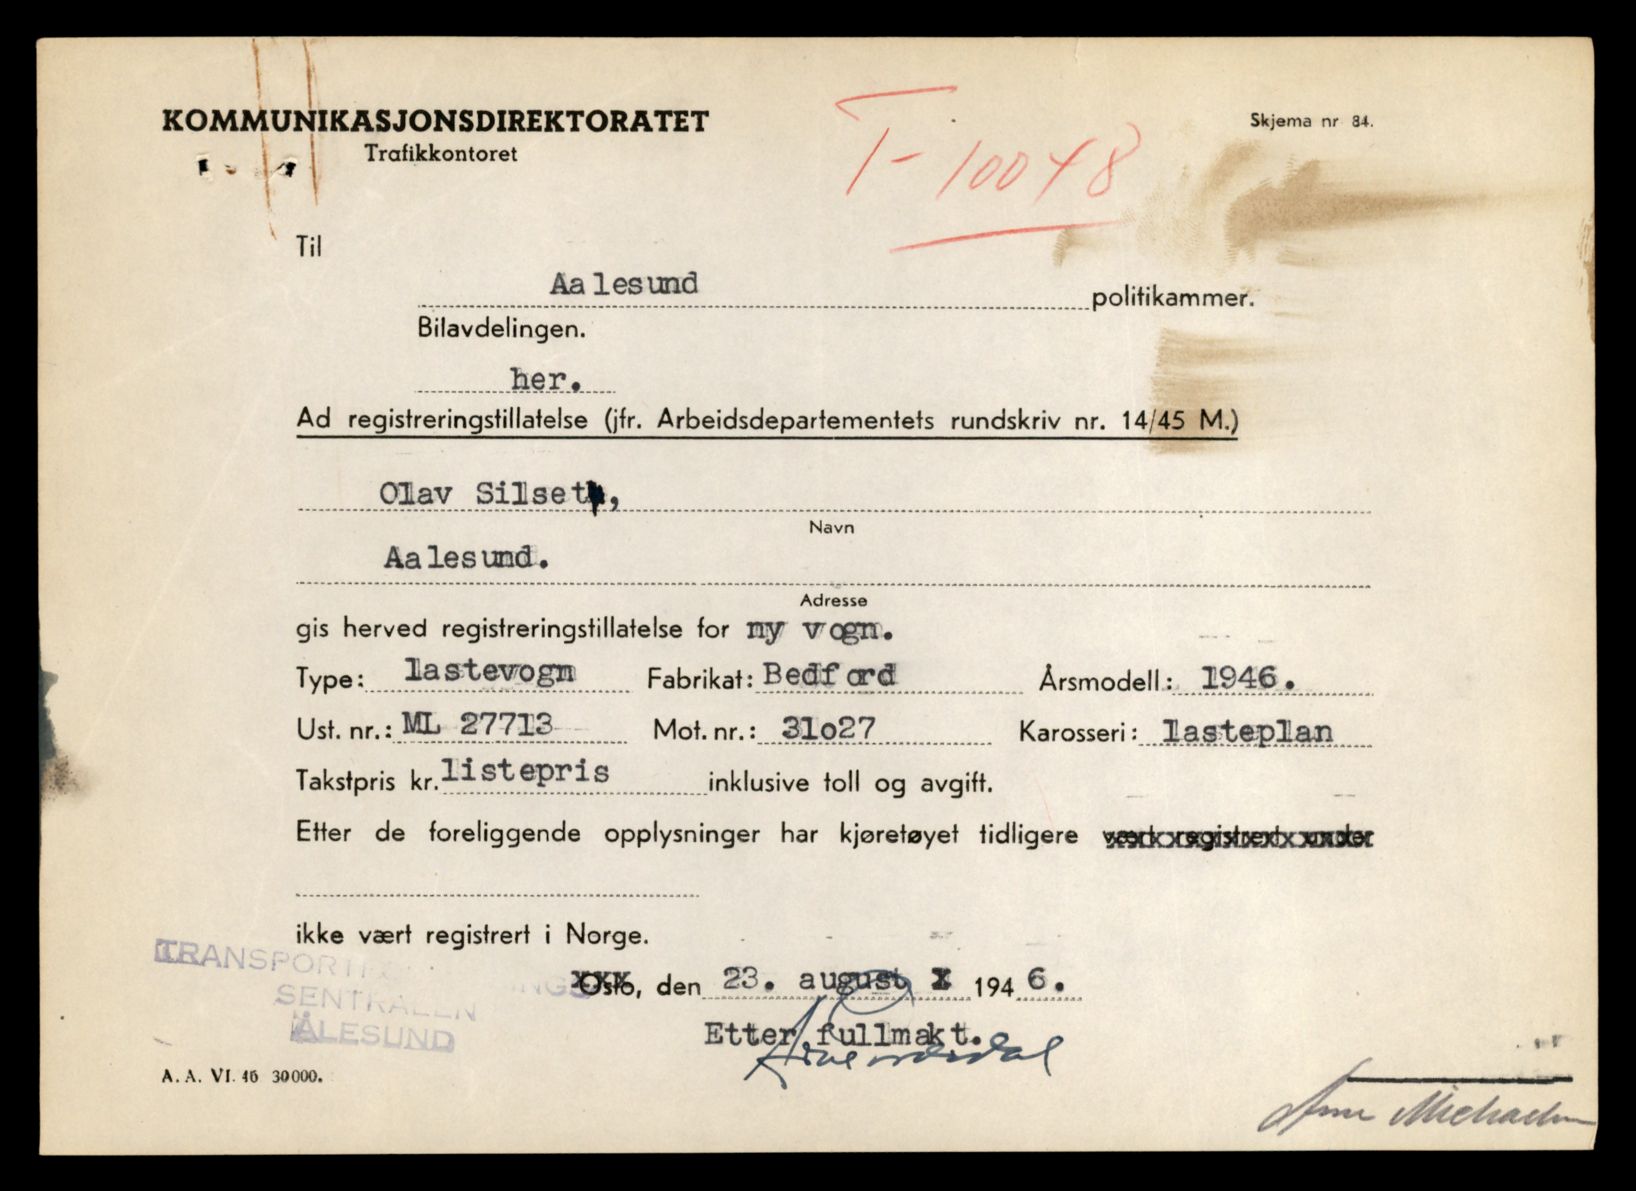 KOMMUNIKASJONSDIREKTORATET
Trafikkontoret
Skjema nr 84.
T-10048
Til
Aalesund politikammer.
Bilavdelingen.
her.
Ad registreringstillatelse (jfr. Arbeidsdepartementets rundskriv nr. 14/45 M.)
Olav Silseth,
Navn
Aalesund.
Adresse
gis herved registreringstillatelse for ny vogn.
Type: lastevogn Fabrikat: Bedford Årsmodell: 1946.
Ust. nr.: ML 27713 Mot. nr.: 31o27 Karosseri: lasteplan
Takstpris kr. listepris inklusive toll og avgift.
Etter de foreliggende opplysninger har kjøretøyet tidligere vært registrert under
ikke vært registrert i Norge.
Oslo, den 23. august x 1946.
Etter fullmakt.
TRANSPORT
SENTRALEN
ÅLESUND
A. A. VI. 46 30000.